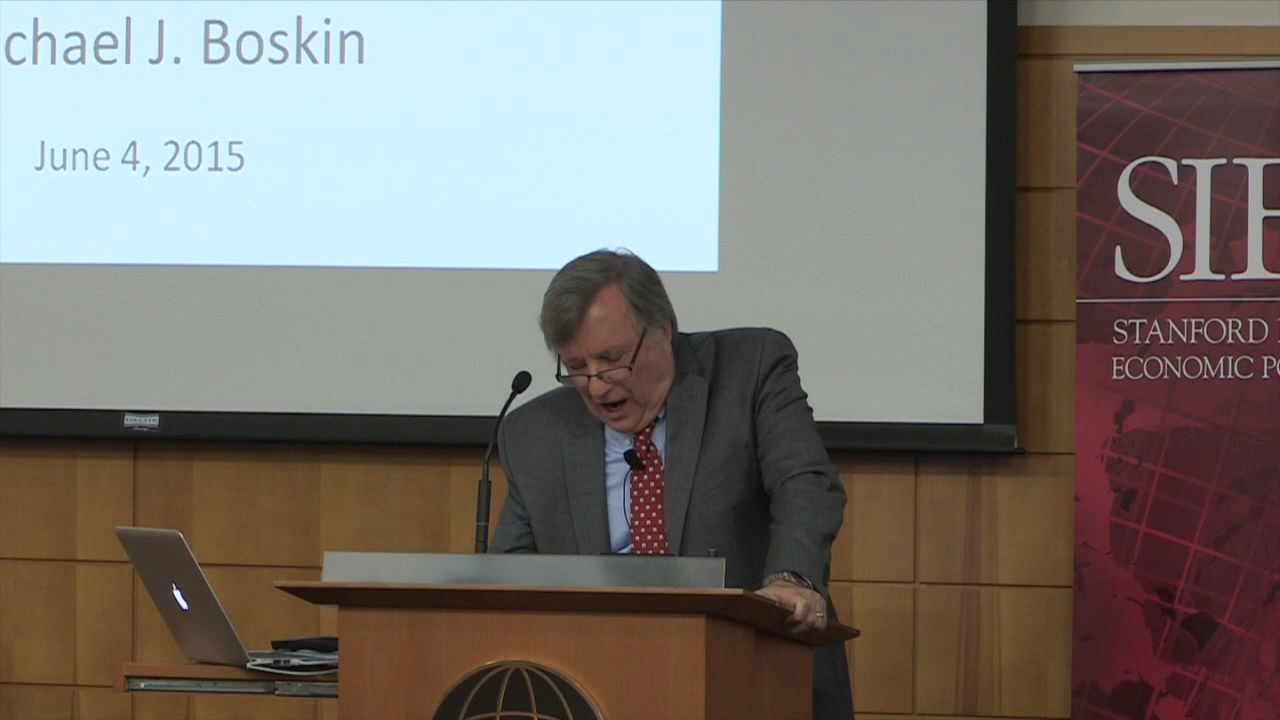 chael J. Boskin
June 4, 2015
SIE
STANFORD
ECONOMIC PO